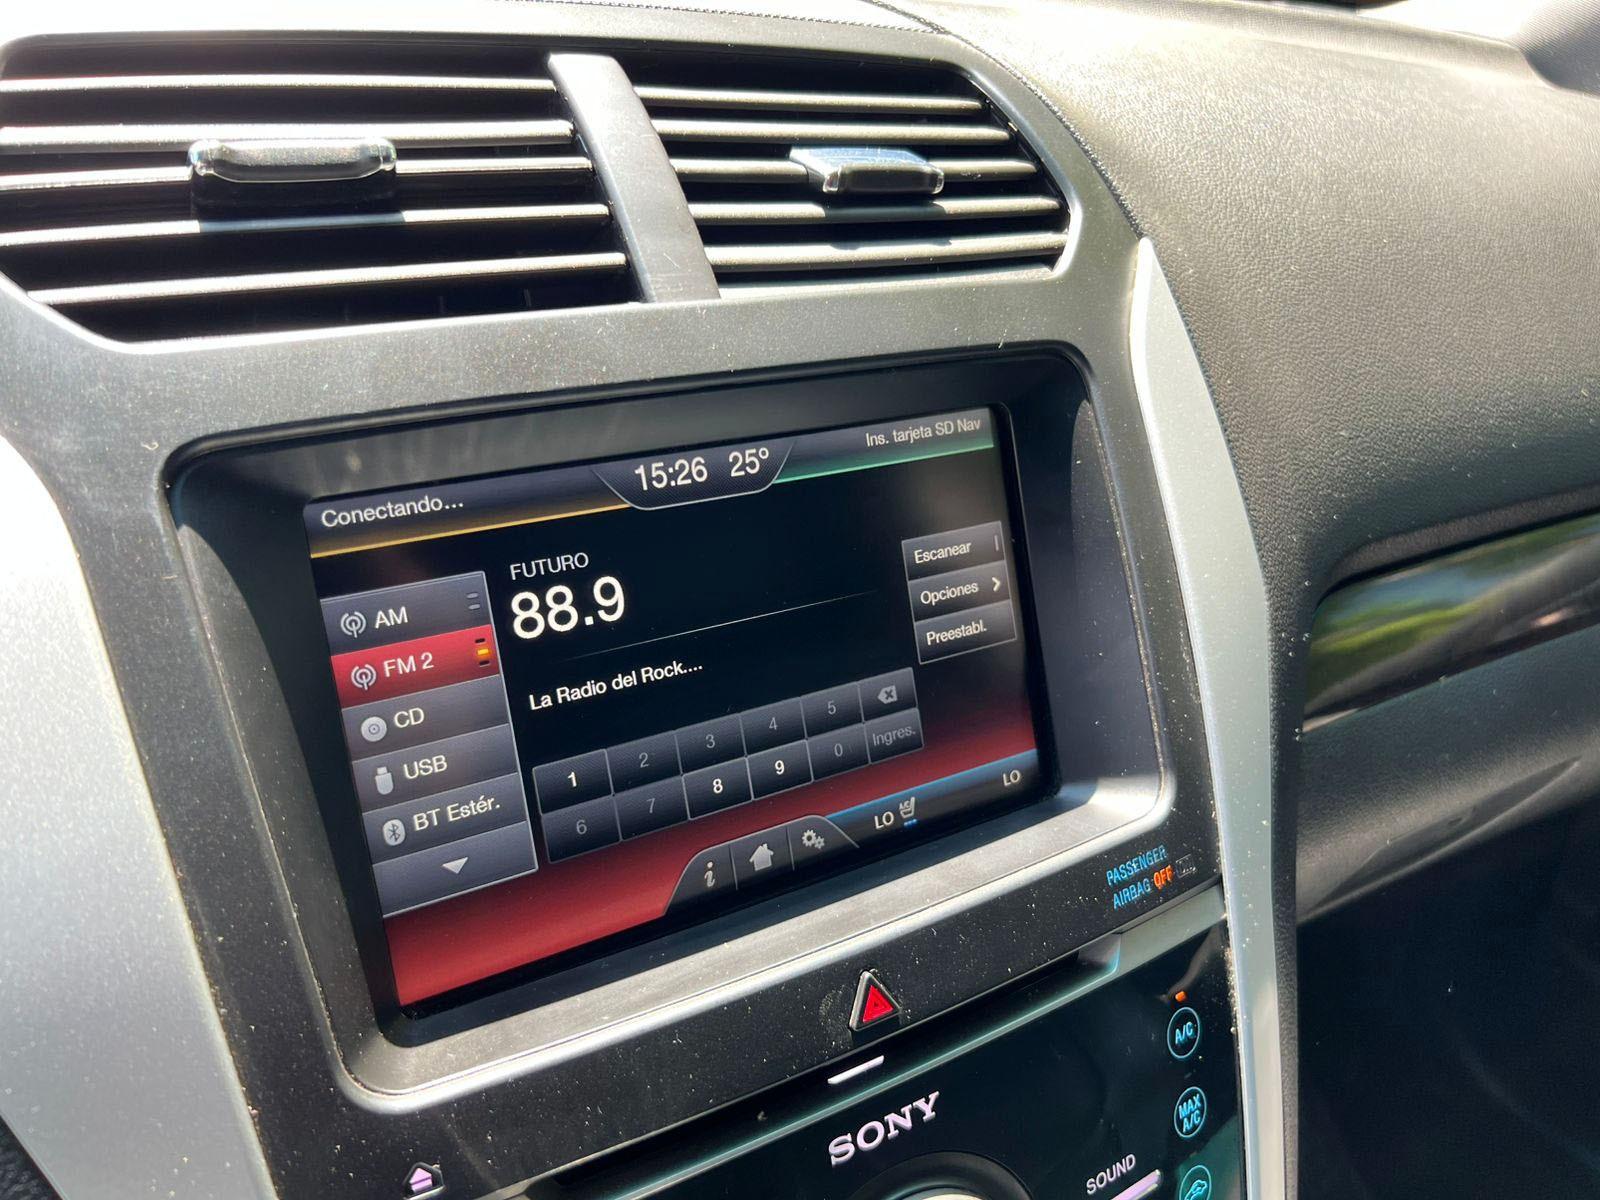 Conectando...
15:26 25°
Ins. tarjeta SD Nav
AM
FM 2
CD
USB
BT Estér.
FUTURO
88.9
La Radio del Rock....
Escanear
Opciones
Preestabl.
1 2 3 4 5
6 7 8 9 0 Ingres.
LO A/C LO
PASSENGER
AIRBAG OFF
A/C
MAX
A/C
SONY
SOUND